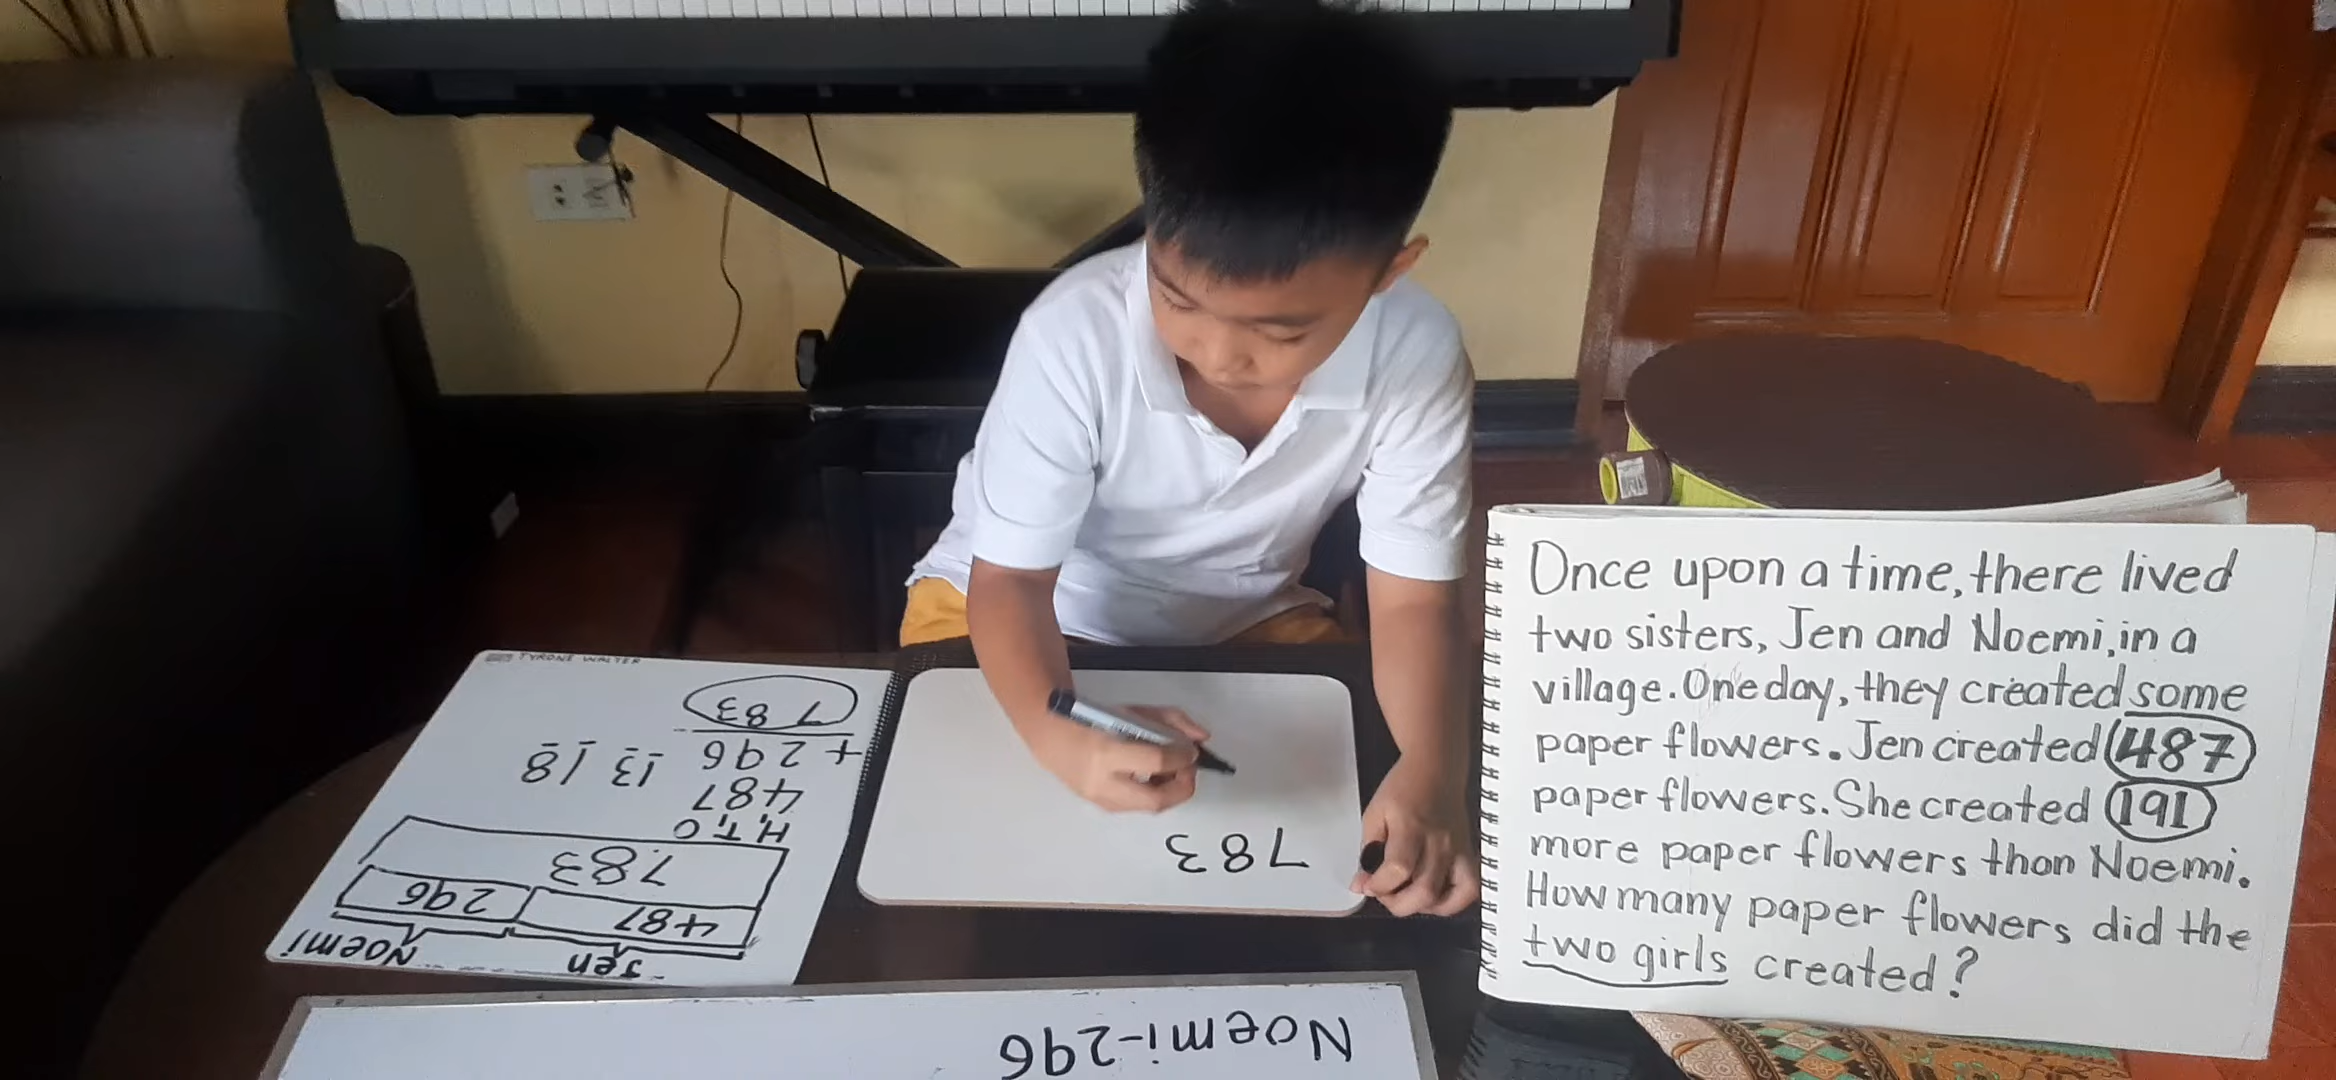 Once upon a time, there lived
two sisters, Jen and Noemi, in a
village. One day, they created some
paper flowers. Jen created 487
paper flowers. She created 191
more paper flowers than Noemi.
How many paper flowers did the
two girls created?
TYRONE WALTER
Jen Noemi
487 296
783
H, T, O
487
+ 296 13 18
783
783
Noemi-296